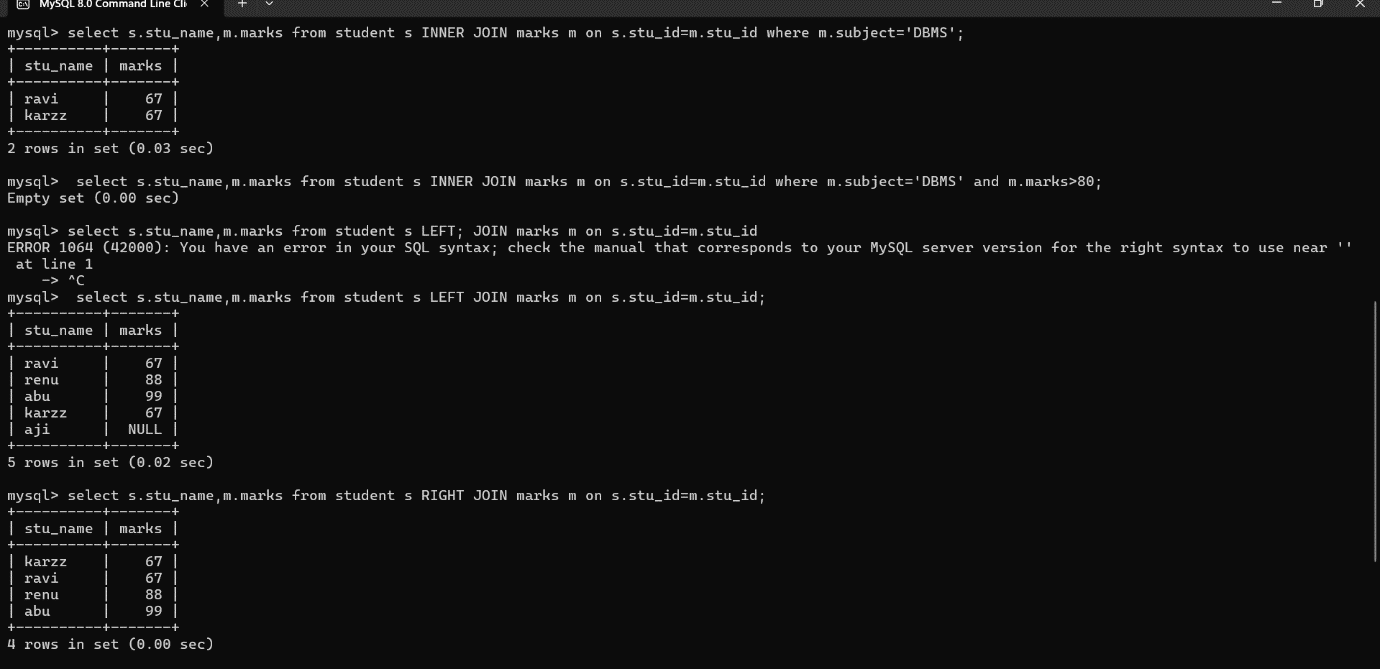 MySQL 8.0 Command Line Cli
mysql> select s.stu_name,m.marks from student s INNER JOIN marks m on s.stu_id=m.stu_id where m.subject='DBMS';
+----------+-------+
| stu_name | marks |
+----------+-------+
| ravi     |    67 |
| karzz    |    67 |
+----------+-------+
2 rows in set (0.03 sec)
mysql>  select s.stu_name,m.marks from student s INNER JOIN marks m on s.stu_id=m.stu_id where m.subject='DBMS' and m.marks>80;
Empty set (0.00 sec)
mysql> select s.stu_name,m.marks from student s LEFT; JOIN marks m on s.stu_id=m.stu_id
ERROR 1064 (42000): You have an error in your SQL syntax; check the manual that corresponds to your MySQL server version for the right syntax to use near ''
 at line 1
    -> ^C
mysql>  select s.stu_name,m.marks from student s LEFT JOIN marks m on s.stu_id=m.stu_id;
+----------+-------+
| stu_name | marks |
+----------+-------+
| ravi     |    67 |
| renu     |    88 |
| abu      |    99 |
| karzz    |    67 |
| aji      |  NULL |
+----------+-------+
5 rows in set (0.02 sec)
mysql> select s.stu_name,m.marks from student s RIGHT JOIN marks m on s.stu_id=m.stu_id;
+----------+-------+
| stu_name | marks |
+----------+-------+
| karzz    |    67 |
| ravi     |    67 |
| renu     |    88 |
| abu      |    99 |
+----------+-------+
4 rows in set (0.00 sec)